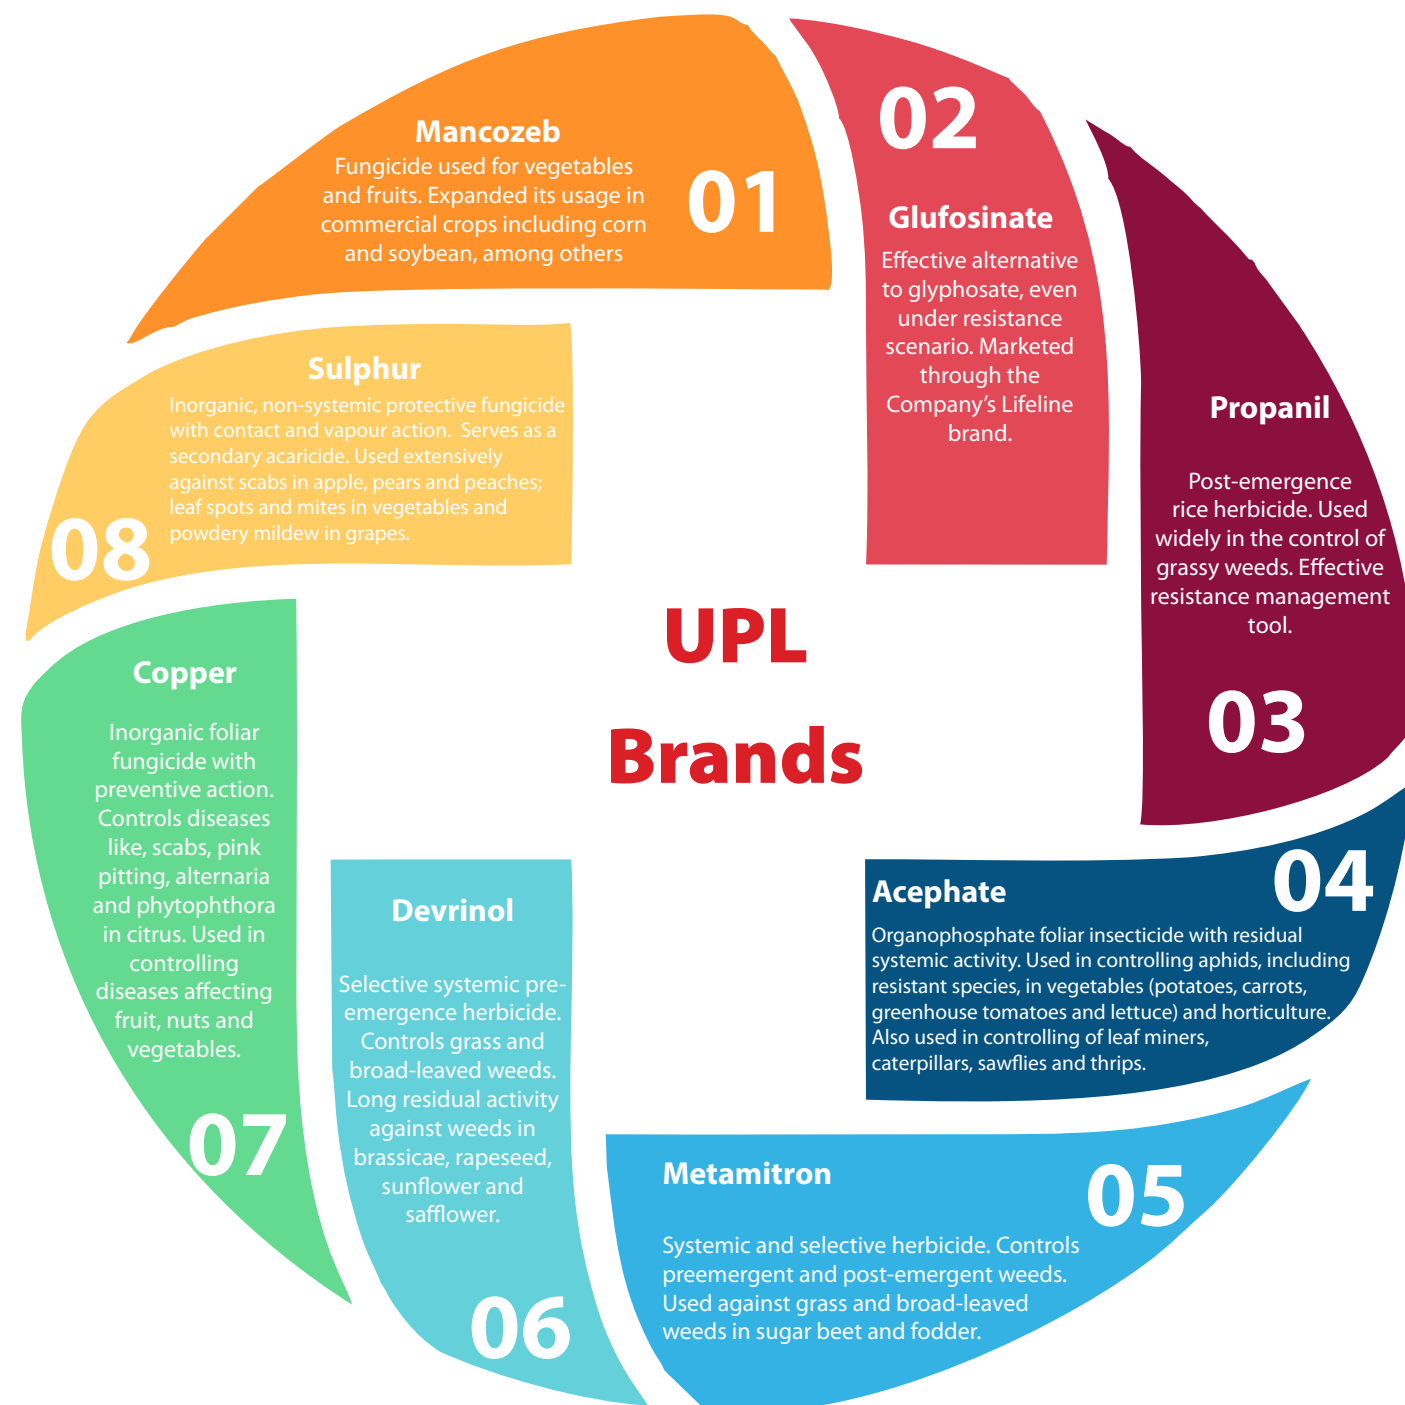 Mancozeb
Fungicide used for vegetables
and fruits. Expanded its usage in
commercial crops including corn
and soybean, among others
01
02
Glufosinate
Effective alternative
to glyphosate, even
under resistance
scenario. Marketed
through the
Company’s Lifeline
brand.
Propanil
Post-emergence
rice herbicide. Used
widely in the control of
grassy weeds. Effective
resistance management
tool.
03
04
Acephate
Organophosphate foliar insecticide with residual
systemic activity. Used in controlling aphids, including
resistant species, in vegetables (potatoes, carrots,
greenhouse tomatoes and lettuce) and horticulture.
Also used in controlling of leaf miners,
caterpillars, sawflies and thrips.
Metamitron
05
Systemic and selective herbicide. Controls
preemergent and post-emergent weeds.
Used against grass and broad-leaved
weeds in sugar beet and fodder.
Devrinol
Selective systemic pre-
emergence herbicide.
Controls grass and
broad-leaved weeds.
Long residual activity
against weeds in
brassicae, rapeseed,
sunflower and
safflower.
06
Copper
Inorganic foliar
fungicide with
preventive action.
Controls diseases
like, scabs, pink
pitting, alternaria
and phytophthora
in citrus. Used in
controlling
diseases affecting
fruit, nuts and
vegetables.
07
Sulphur
Inorganic, non-systemic protective fungicide
with contact and vapour action. Serves as a
secondary acaricide. Used extensively
against scabs in apple, pears and peaches;
leaf spots and mites in vegetables and
powdery mildew in grapes.
08
UPL
Brands